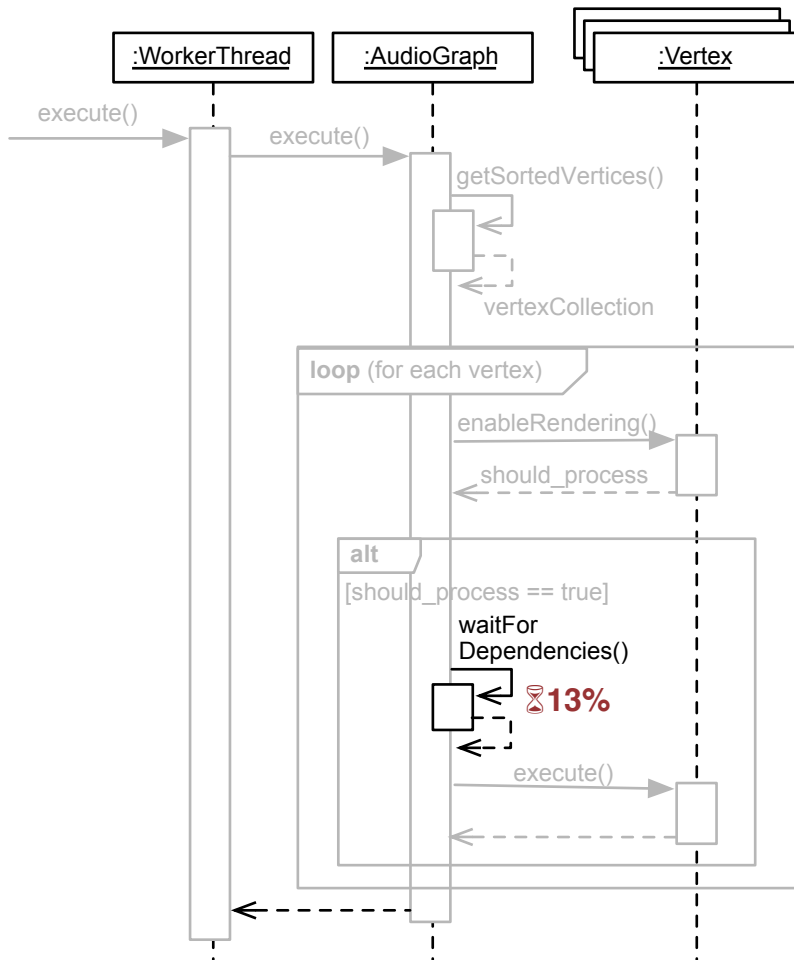 :WorkerThread
:AudioGraph
:Vertex
execute()
execute()
getSortedVertices()
vertexCollection
loop (for each vertex)
enableRendering()
should_process
alt
[should_process == true]
waitFor
Dependencies()
13%
execute()